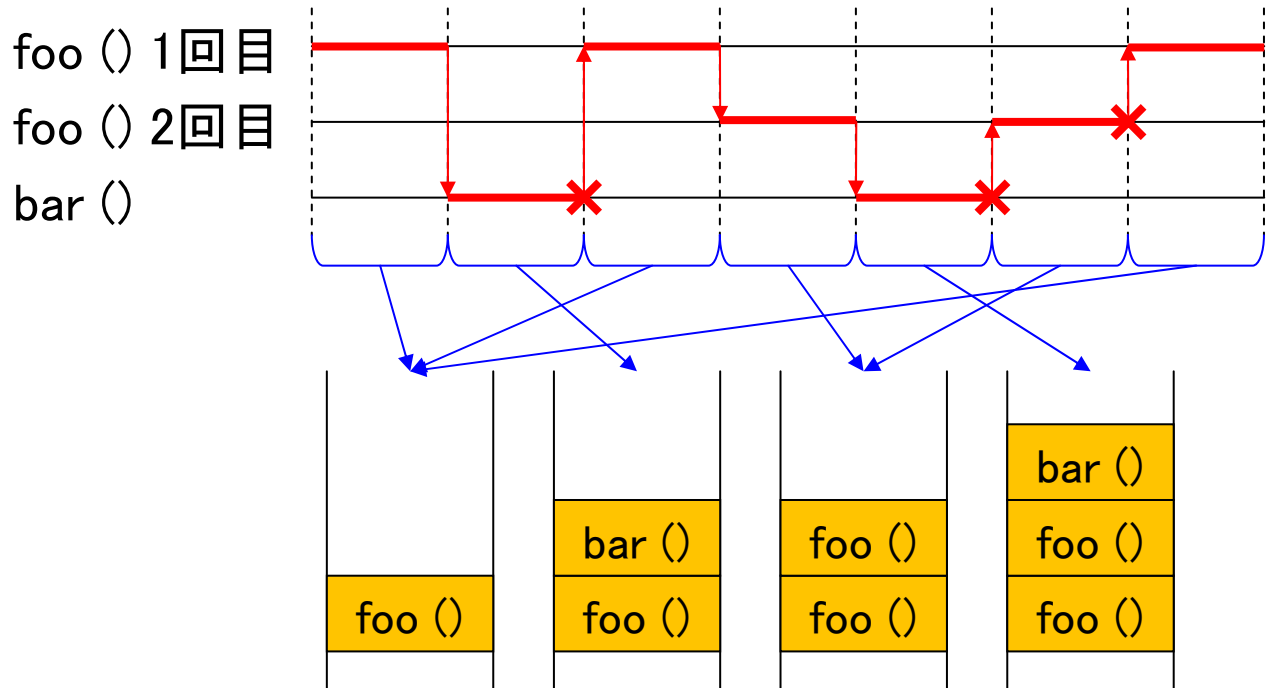 foo () 1回目
foo () 2回目
bar ()
bar ()
bar () foo () foo ()
foo () foo () foo () foo ()